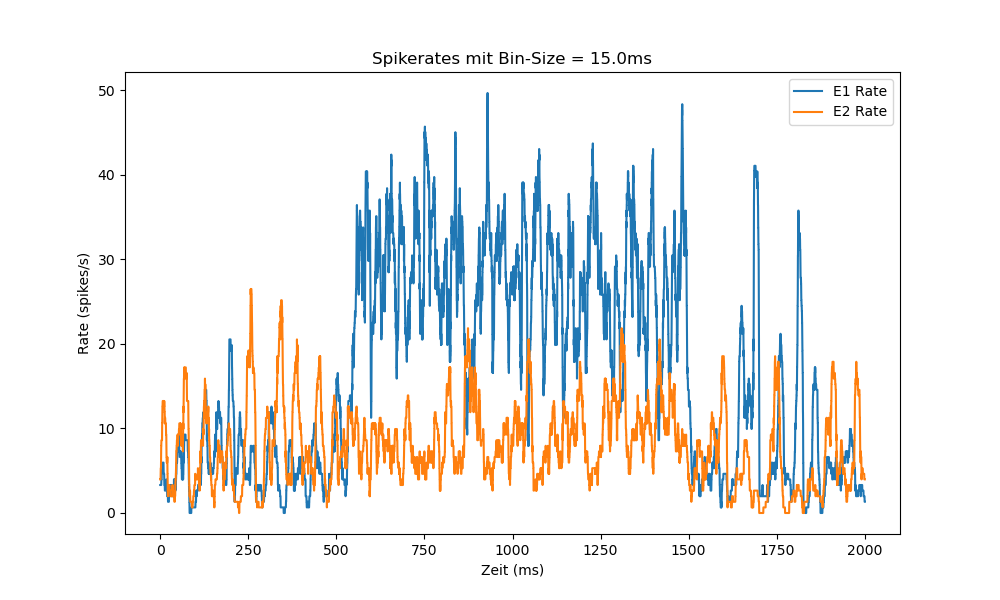 Spikerates mit Bin-Size = 15.0ms
E1 Rate
E2 Rate
50
40
30
20
10
0
Rate (spikes/s)
0 250 500 750 1000 1250 1500 1750 2000
Zeit (ms)